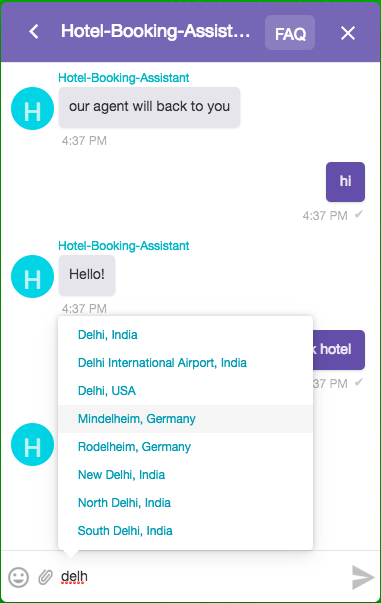 Hotel-Booking-Assist...
FAQ
Hotel-Booking-Assistant
H
our agent will back to you
4:37 PM
hi
4:37 PM
Hotel-Booking-Assistant
H
Hello!
4:37 PM
k hotel
37 PM
H
Delhi, India
Delhi International Airport, India
Delhi, USA
Mindelheim, Germany
Rodelheim, Germany
New Delhi, India
North Delhi, India
South Delhi, India
delh